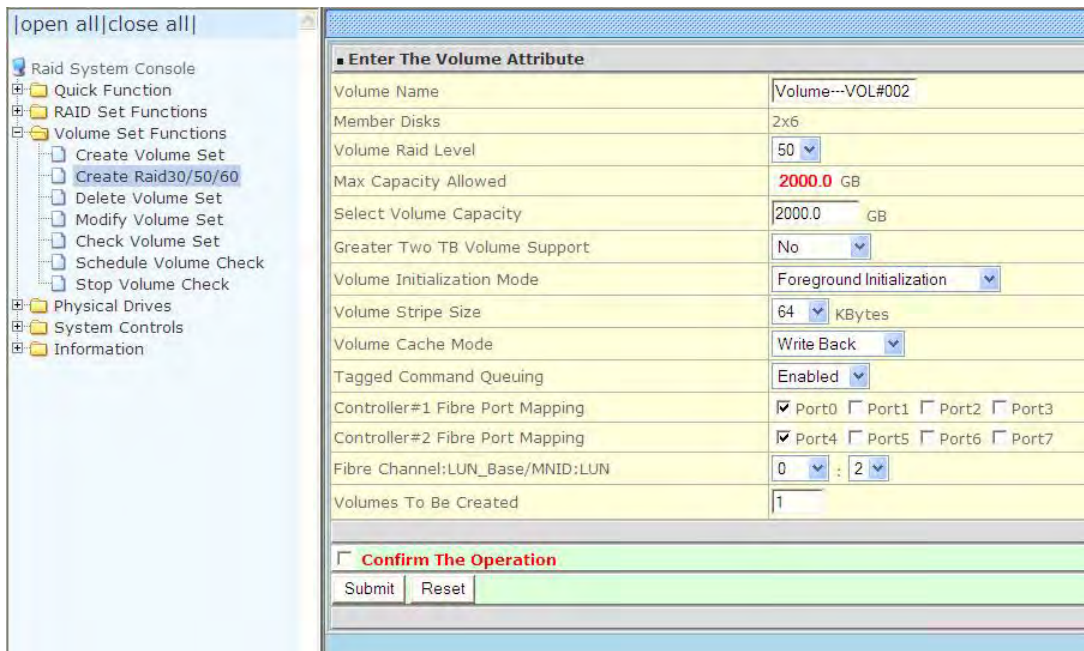 |open all|close all|
Raid System Console
Quick Function
RAID Set Functions
Volume Set Functions
Create Volume Set
Create Raid30/50/60
Delete Volume Set
Modify Volume Set
Check Volume Set
Schedule Volume Check
Stop Volume Check
Physical Drives
System Controls
Information
Enter The Volume Attribute
Volume Name Volume---VOL#002
Member Disks 2x6
Volume Raid Level 50
Max Capacity Allowed 2000.0 GB
Select Volume Capacity 2000.0 GB
Greater Two TB Volume Support No
Volume Initialization Mode Foreground Initialization
Volume Stripe Size 64 KBytes
Volume Cache Mode Write Back
Tagged Command Queuing Enabled
Controller#1 Fibre Port Mapping Port0 Port1 Port2 Port3
Controller#2 Fibre Port Mapping Port4 Port5 Port6 Port7
Fibre Channel:LUN_Base/MNID:LUN 0 : 2
Volumes To Be Created 1
Confirm The Operation
Submit Reset